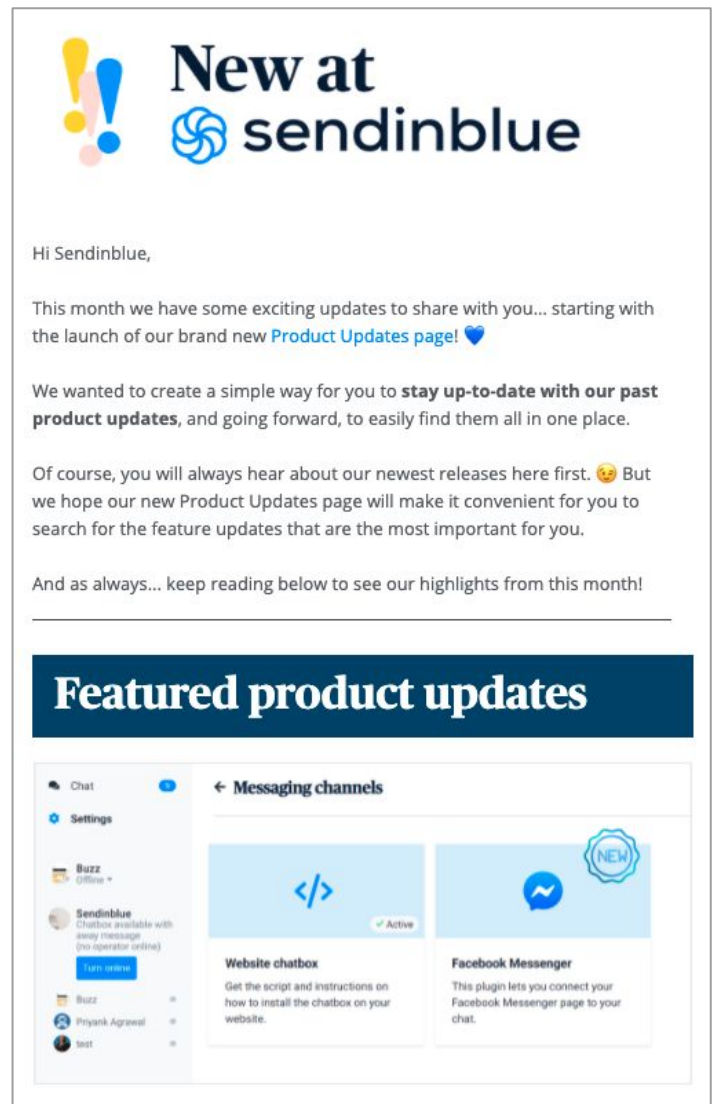 New at
sendinblue
Hi Sendinblue,
This month we have some exciting updates to share with you... starting with
the launch of our brand new Product Updates page! 💙
We wanted to create a simple way for you to stay up-to-date with our past
product updates, and going forward, to easily find them all in one place.
Of course, you will always hear about our newest releases here first. 😉 But
we hope our new Product Updates page will make it convenient for you to
search for the feature updates that are the most important for you.
And as always... keep reading below to see our highlights from this month!
Featured product updates
Chat
Settings
Buzz
Offline
Sendinblue
Chatbox available with
away message
(no operator online)
Turn online
Buzz
Priyank Agrawal
test
← Messaging channels
</>
✓ Active
Website chatbox
Get the script and instructions on
how to install the chatbox on your
website.
NEW
Facebook Messenger
This plugin lets you connect your
Facebook Messenger page to your
chat.